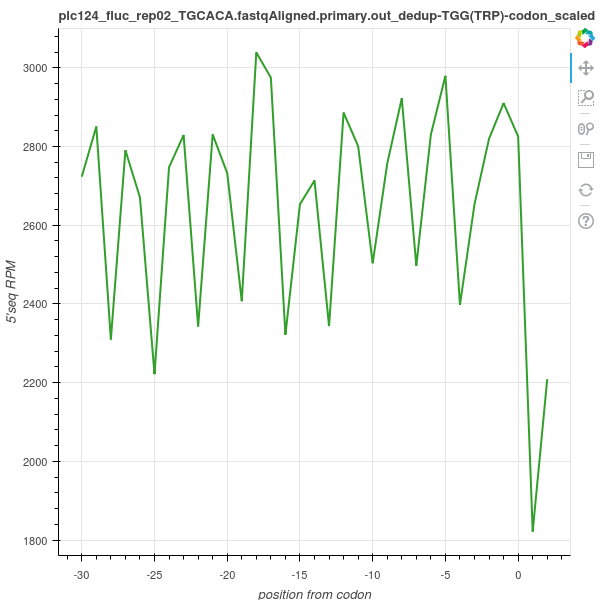 plc124_fluc_rep02_TGCACA.fastqAligned.primary.out_dedup-TGG(TRP)-codon_scaled
3000
2800
2600
2400
2200
2000
1800
5'seq RPM
-30 -25 -20 -15 -10 -5 0
position from codon